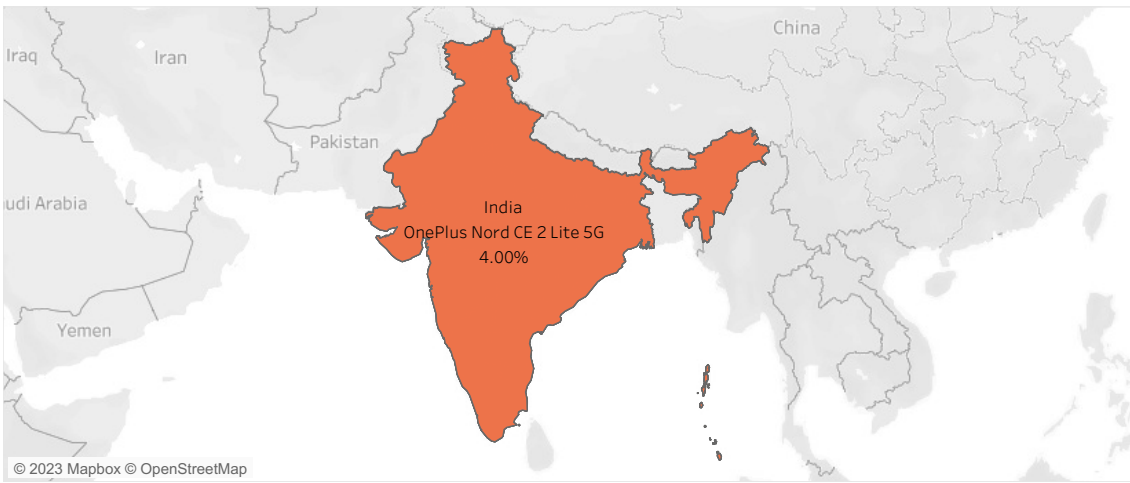 China
Iraq
Iran
Pakistan
udi Arabia
India
OnePlus Nord CE 2 Lite 5G
4.00%
Yemen
© 2023 Mapbox © OpenStreetMap